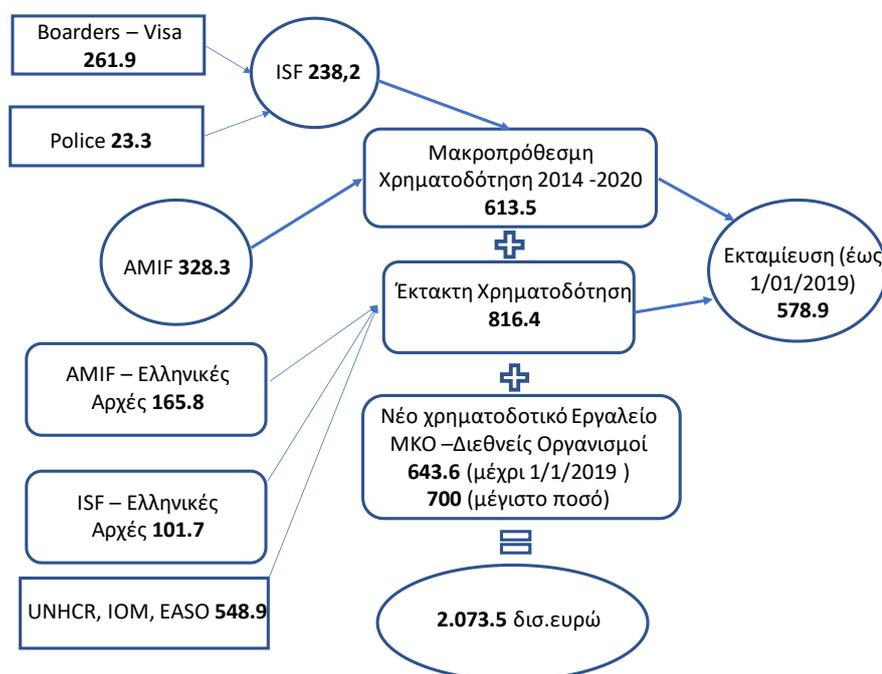 Boarders – Visa
261.9
ISF 238,2
Police 23.3
Μακροπρόθεσμη
Χρηματοδότηση 2014 -2020
613.5
AMIF 328.3
Εκταμίευση (έως
1/01/2019)
578.9
Έκτακτη Χρηματοδότηση
816.4
AMIF – Ελληνικές
Αρχές 165.8
Νέο χρηματοδοτικό Εργαλείο
ΜΚΟ –Διεθνείς Οργανισμοί
643.6 (μέχρι 1/1/2019 )
700 (μέγιστο ποσό)
ISF – Ελληνικές
Αρχές 101.7
UNHCR, IOM, EASO 548.9
2.073.5 δισ.ευρώ